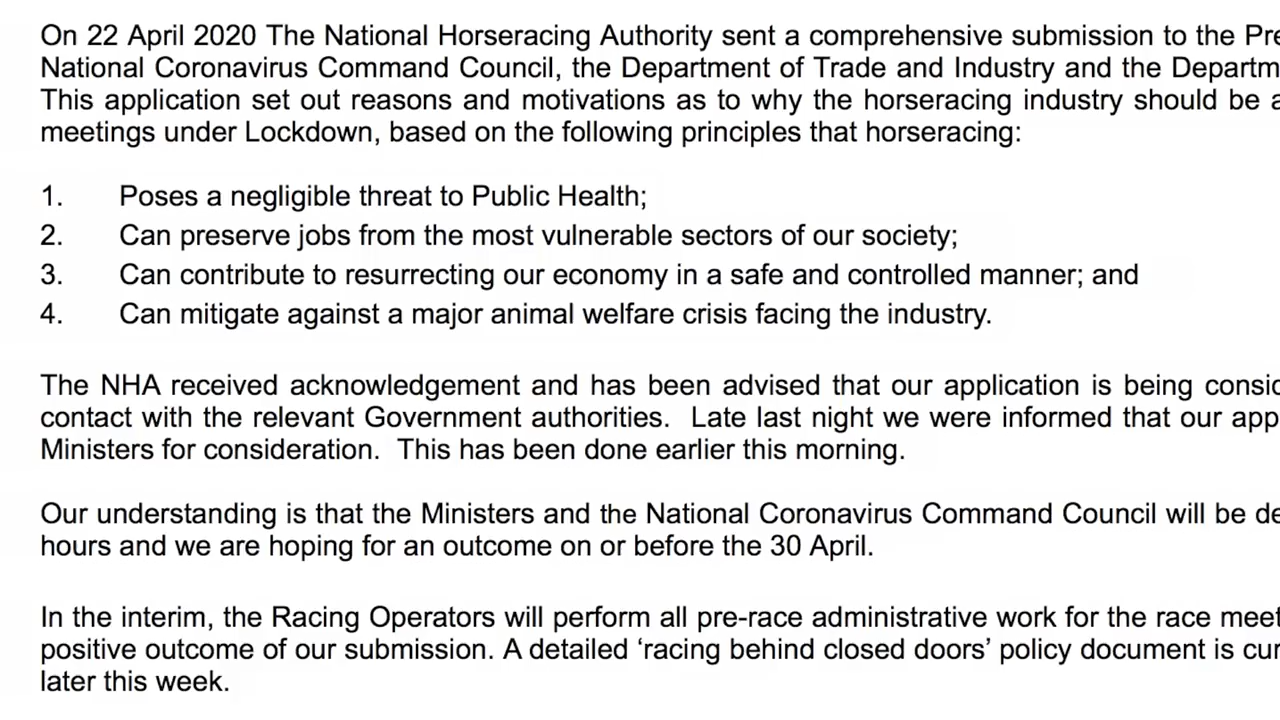 On 22 April 2020 The National Horseracing Authority sent a comprehensive submission to the
National Coronavirus Command Council, the Department of Trade and Industry and the
This application set out reasons and motivations as to why the horseracing industry should be
meetings under Lockdown, based on the following principles that horseracing:
1. Poses a negligible threat to Public Health;
2. Can preserve jobs from the most vulnerable sectors of our society;
3. Can contribute to resurrecting our economy in a safe and controlled manner; and
4. Can mitigate against a major animal welfare crisis facing the industry.
The NHA received acknowledgement and has been advised that our application is being
contact with the relevant Government authorities. Late last night we were informed that our
Ministers for consideration. This has been done earlier this morning.
Our understanding is that the Ministers and the National Coronavirus Command Council will be
hours and we are hoping for an outcome on or before the 30 April.
In the interim, the Racing Operators will perform all pre-race administrative work for the race
positive outcome of our submission. A detailed ‘racing behind closed doors’ policy document is
later this week.